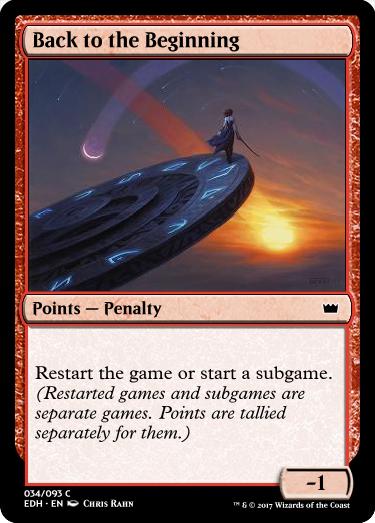 Back to the Beginning
Points — Penalty
Restart the game or start a subgame.
(Restarted games and subgames are
separate games. Points are tallied
separately for them.)
–1
034/093 C
EDH • EN Chris Rahn
™ & © 2017 Wizards of the Coast